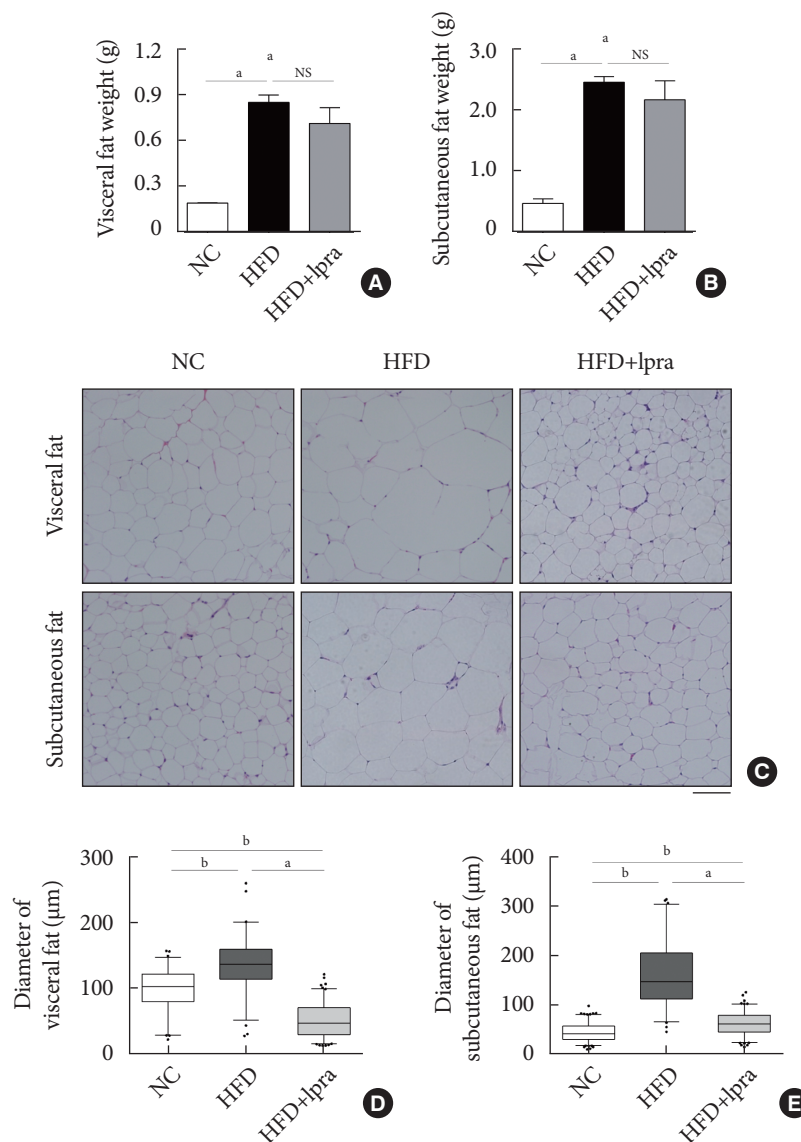 Visceral fat weight (g)
1.2
0.9
0.6
0.3
0
a
a
NS
NC
HFD
HFD+lpra
A
Subcutaneous fat weight (g)
3.0
2.0
1.0
0
a
a
NS
NC
HFD
HFD+lpra
B
NC
HFD
HFD+lpra
Visceral fat
Subcutaneous fat
C
Diameter of
visceral fat (μm)
300
200
100
0
b
b
a
NC
HFD
HFD+lpra
D
Diameter of
subcutaneous fat (μm)
400
300
200
100
0
b
b
a
NC
HFD
HFD+lpra
E